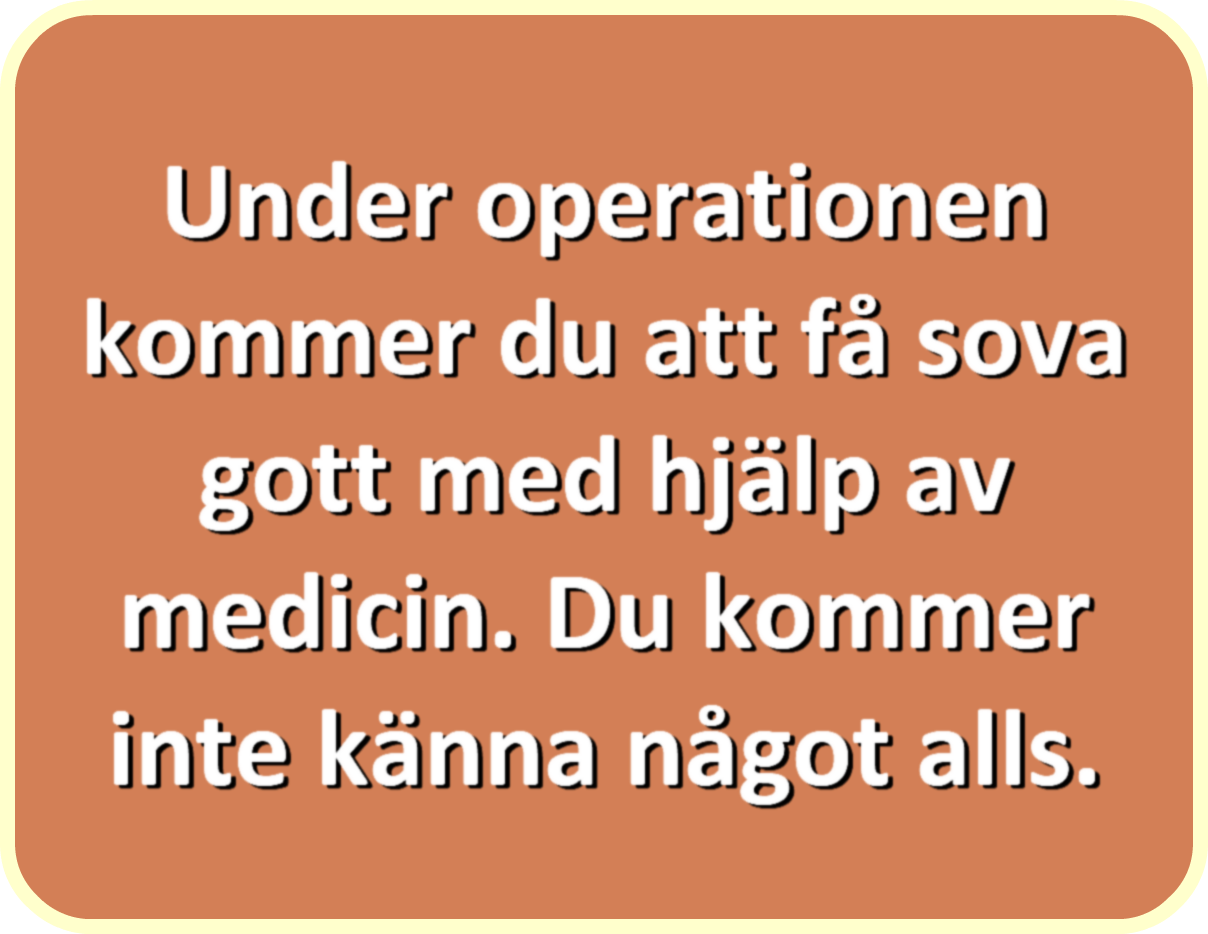 Under operationen
kommer du att få sova
gott med hjälp av
medicin. Du kommer
inte känna något alls.